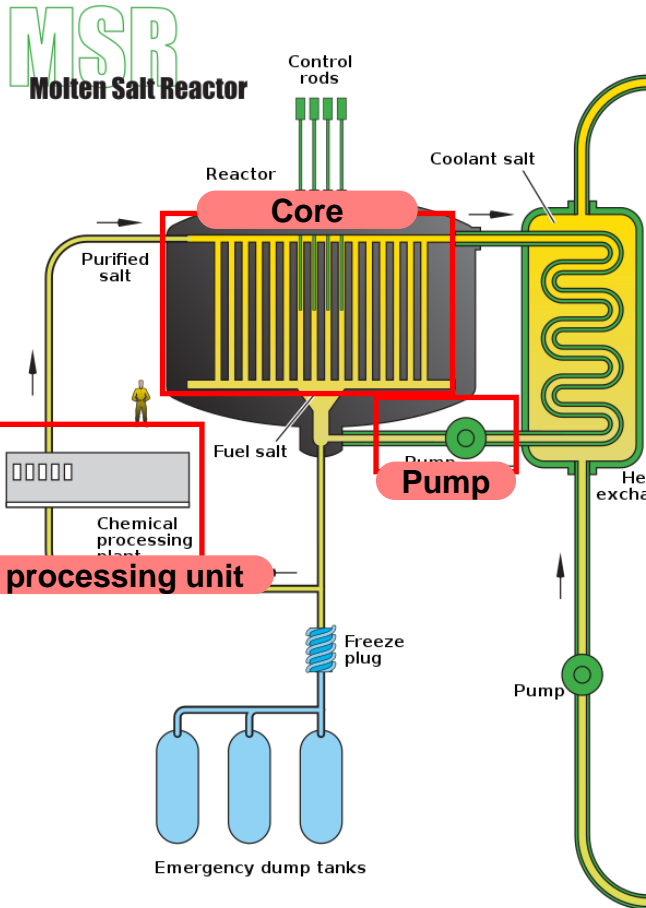 MSR
Molten Salt Reactor
Control
rods
Coolant salt
Reactor
Core
Purified
salt
Fuel salt
Pump
Chemical
processing
plant
processing unit
Freeze
plug
Pump
Emergency dump tanks